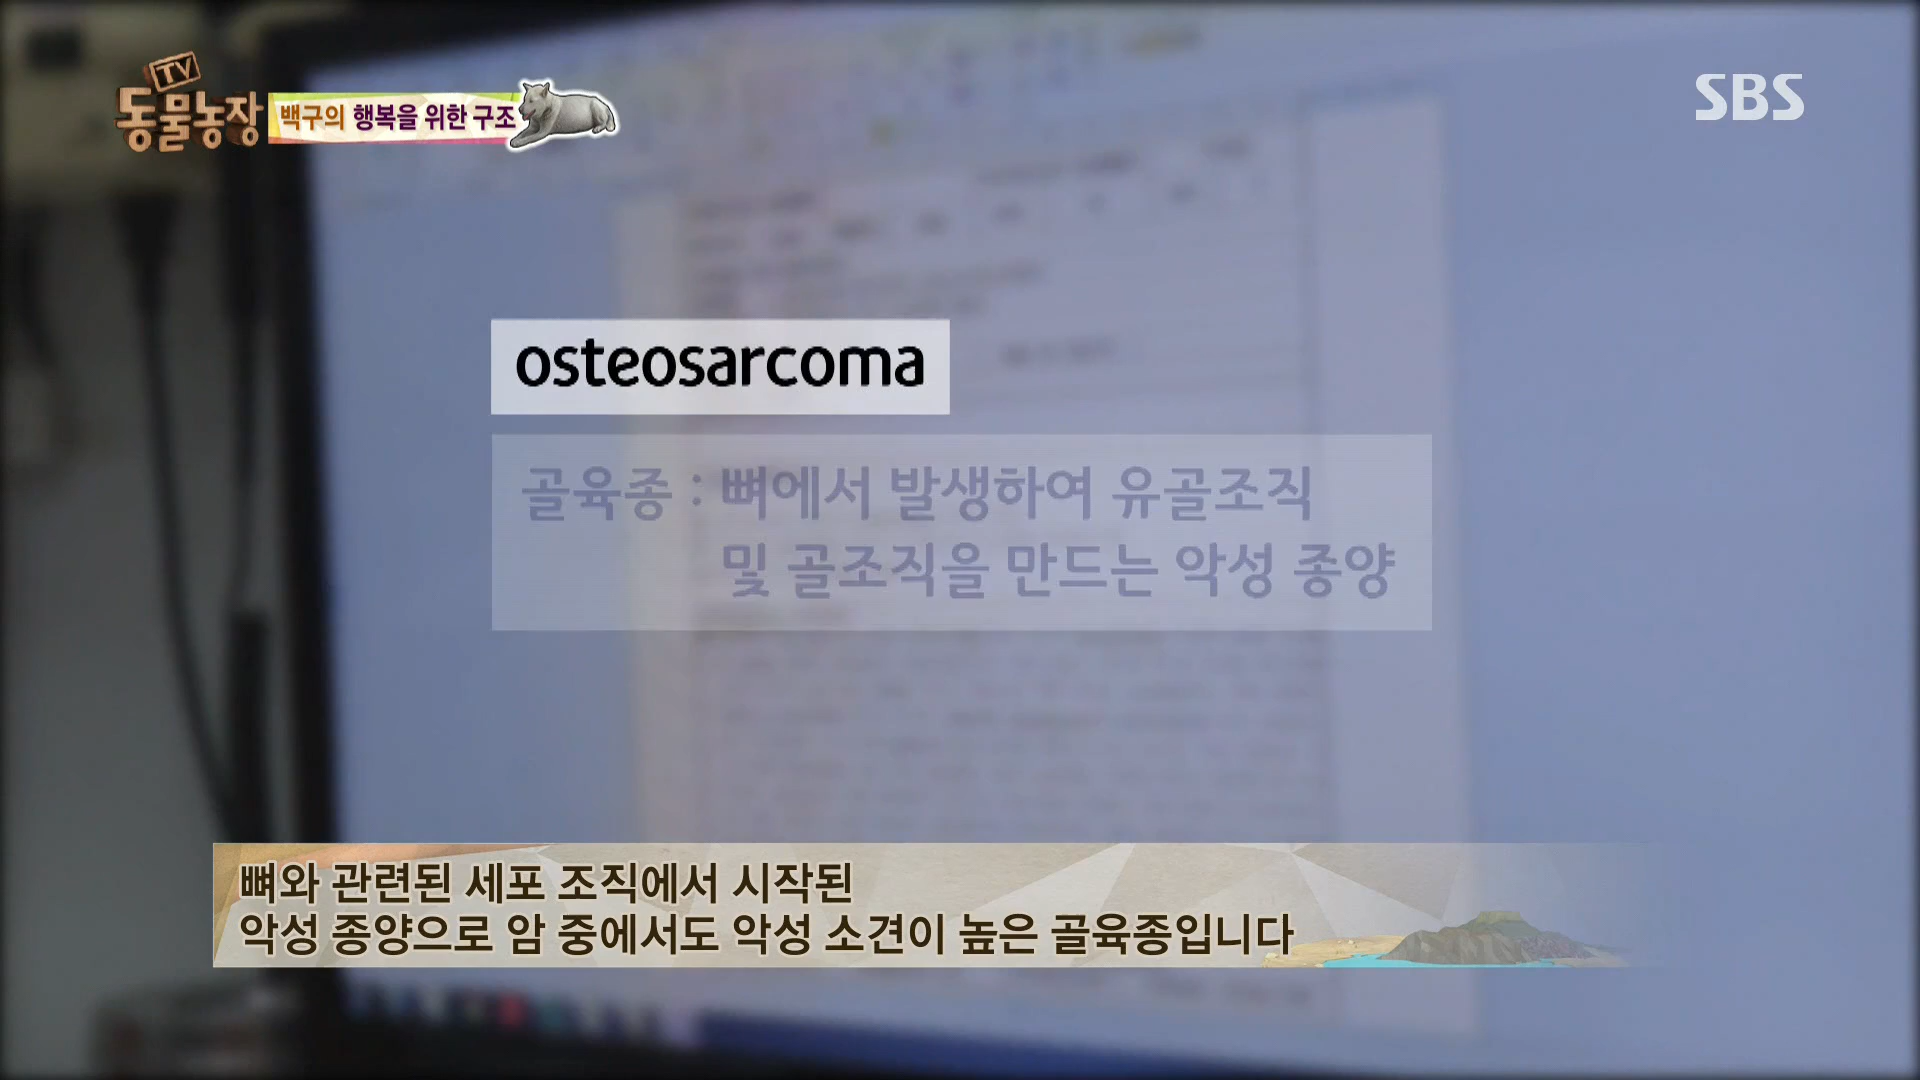 TV
동물농장
백구의 행복을 위한 구조
SBS
osteosarcoma
골육종 : 뼈에서 발생하여 유골조직
및 골조직을 만드는 악성 종양
뼈와 관련된 세포 조직에서 시작된
악성 종양으로 암 중에서도 악성 소견이 높은 골육종입니다